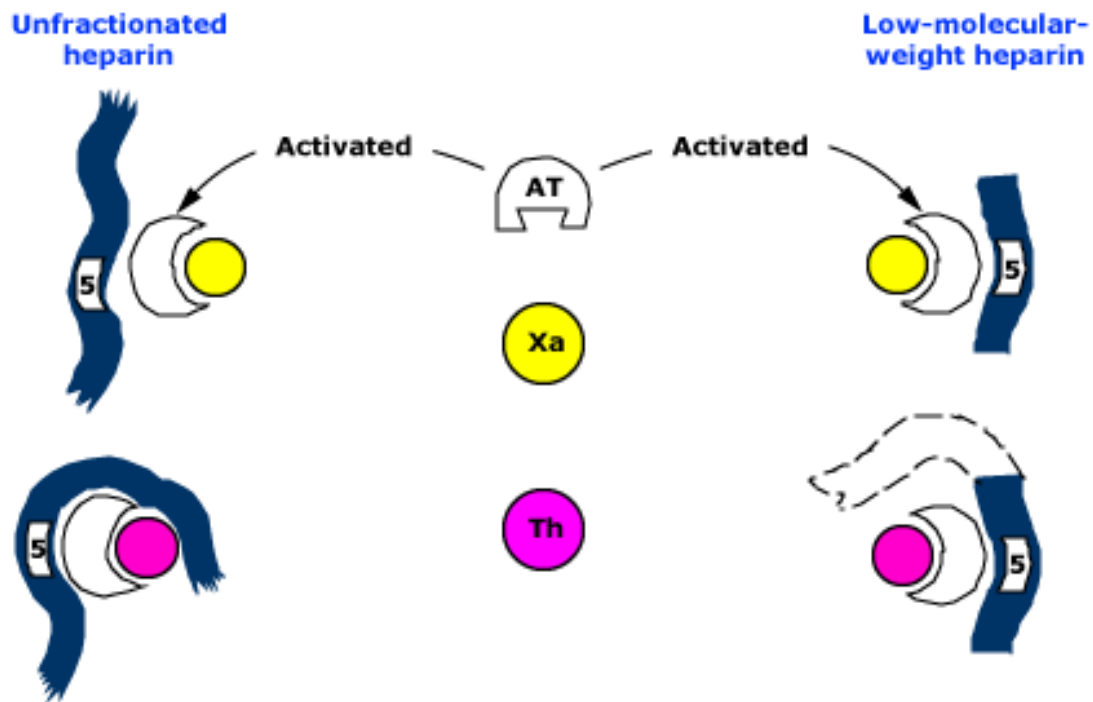 Unfractionated
heparin
Low-molecular-
weight heparin
Activated
AT
Activated
5
5
Xa
5
Th
5
?